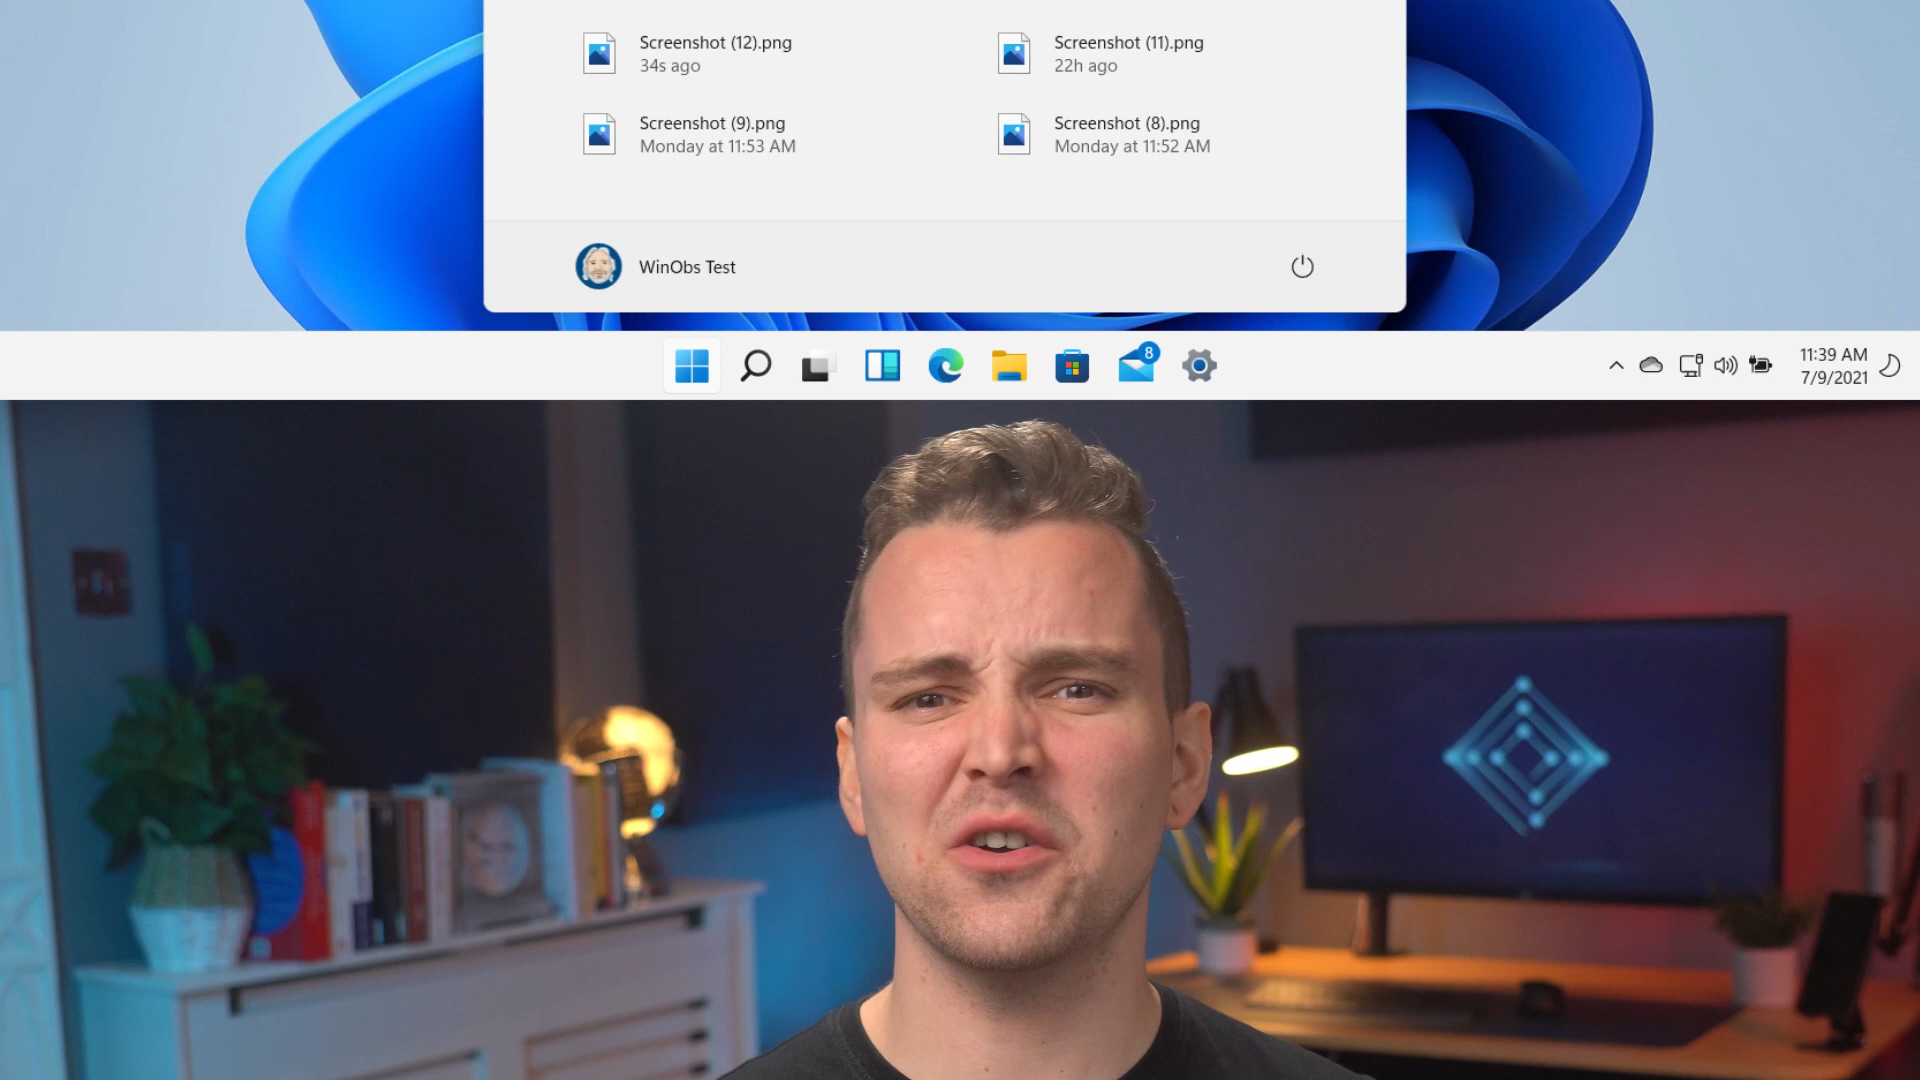 Screenshot (12).png
34s ago
Screenshot (11).png
22h ago
Screenshot (9).png
Monday at 11:53 AM
Screenshot (8).png
Monday at 11:52 AM
WinObs Test
8
11:39 AM
7/9/2021